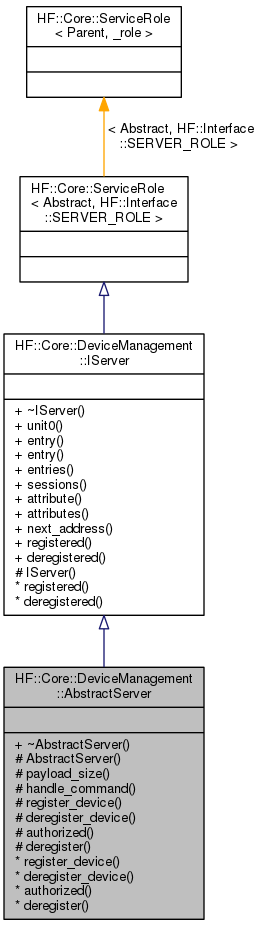 HF::Core::ServiceRole
< Parent, _role >
< Abstract, HF::Interface
::SERVER_ROLE >
HF::Core::ServiceRole
< Abstract, HF::Interface
::SERVER_ROLE >
HF::Core::DeviceManagement
::IServer
+ ~IServer()
+ unit0()
+ entry()
+ entry()
+ entries()
+ sessions()
+ attribute()
+ attributes()
+ next_address()
+ registered()
+ deregistered()
# IServer()
* registered()
* deregistered()
HF::Core::DeviceManagement
::AbstractServer
+ ~AbstractServer()
# AbstractServer()
# payload_size()
# handle_command()
# register_device()
# deregister_device()
# authorized()
# deregister()
* register_device()
* deregister_device()
* authorized()
* deregister()